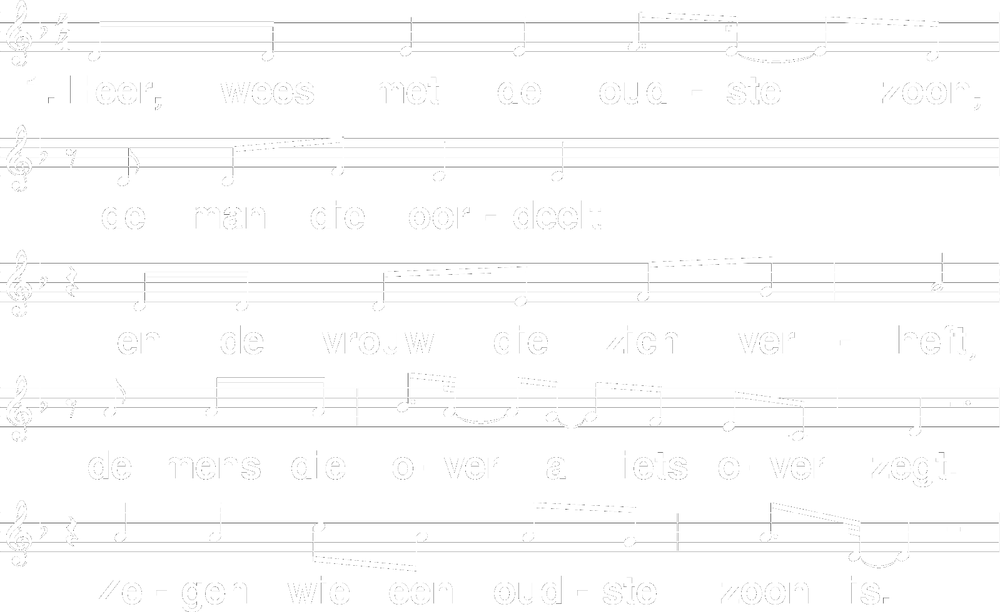 1. Heer, wees met de oud - ste zoon,
de man die oor - deelt
en de vrouw die zich ver - heft,
de mens die o - ver a iets o - ver zegt.
ze - gen wie een oud - ste zoon is.